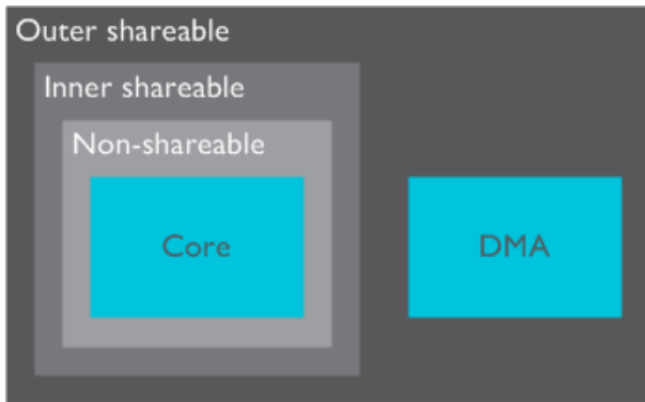 Outer shareable
Inner shareable
Non-shareable
Core
DMA